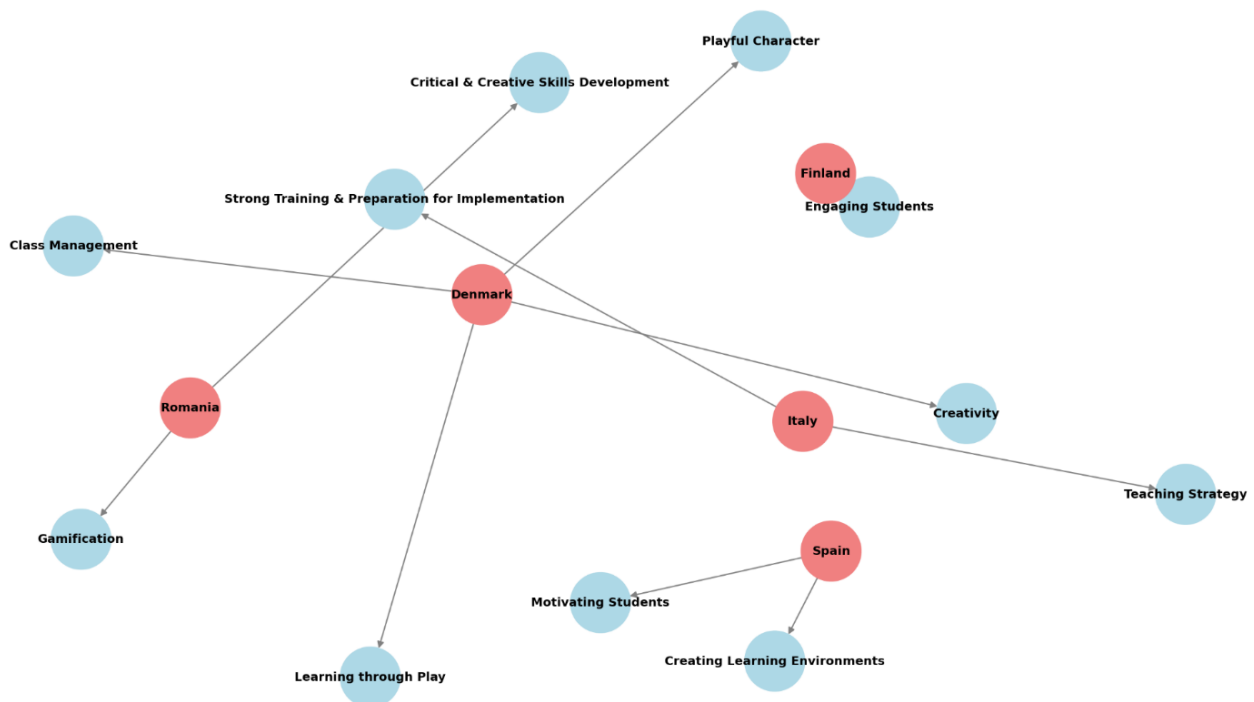 Playful Character
Critical & Creative Skills Development
Finland
Strong Training & Preparation for Implementation
Engaging Students
Class Management
Denmark
Romania
Creativity
Italy
Teaching Strategy
Gamification
Spain
Motivating Students
Creating Learning Environments
Learning through Play